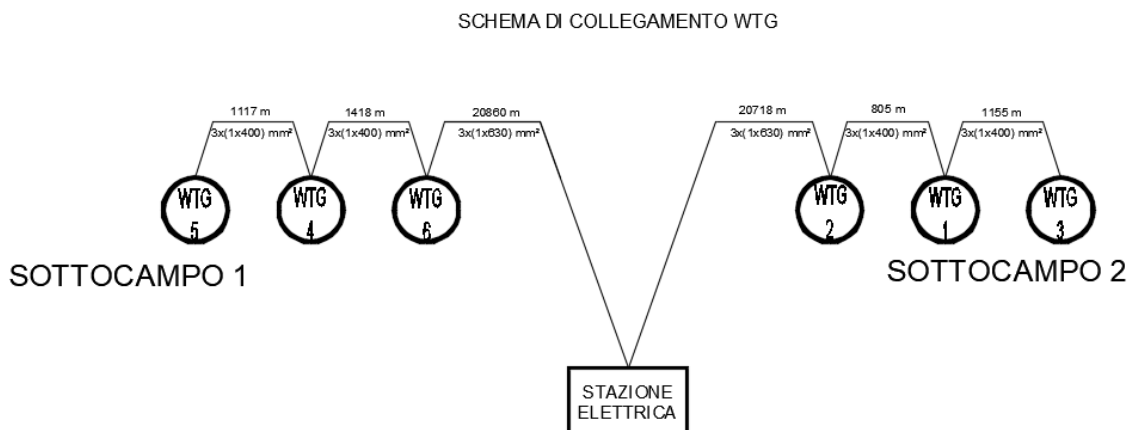 SCHEMA DI COLLEGAMENTO WTG
1117 m
1418 m
20860 m
20718 m
805 m
1155 m
3x(1x400) mm²
3x(1x400) mm²
3x(1x630) mm²
3x(1x630) mm²
3x(1x400) mm²
3x(1x400) mm²
WTG
5
WTG
4
WTG
6
WTG
2
WTG
1
WTG
3
SOTTOCAMPO 1
SOTTOCAMPO 2
STAZIONE
ELETTRICA